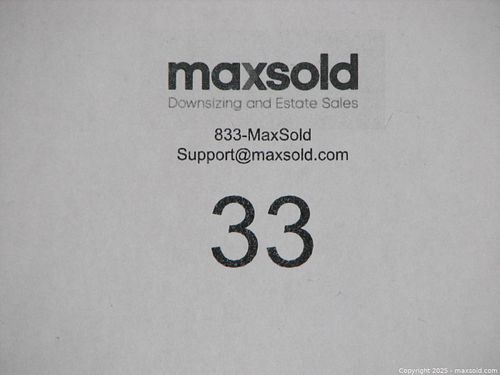 maxsold
Downsizing and Estate Sales
833-MaxSold
Support@maxsold.com
33
Copyright 2025 - maxsold.com